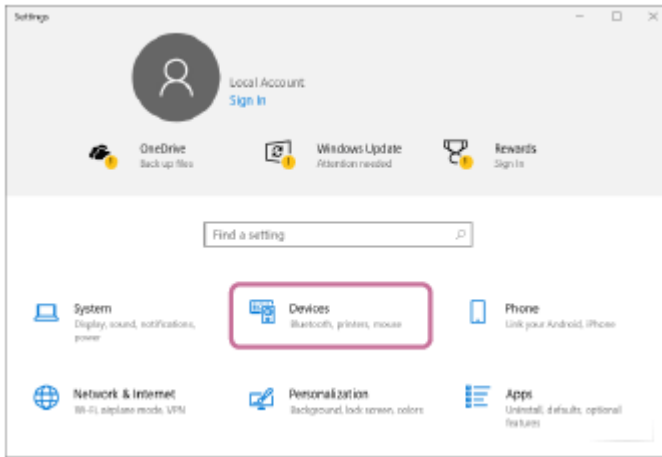 Settings
Local Account
Sign In
OneDrive
Back up files
Windows Update
Attention needed
Rewards
Sign In
Find a setting
System
Display, sound, notifications,
power
Devices
Bluetooth, printers, mouse
Phone
Link your Android, iPhone
Network & Internet
Wi-Fi, airplane mode, VPN
Personalization
Background, lock screen, colors
Apps
Uninstall, defaults, optional
features